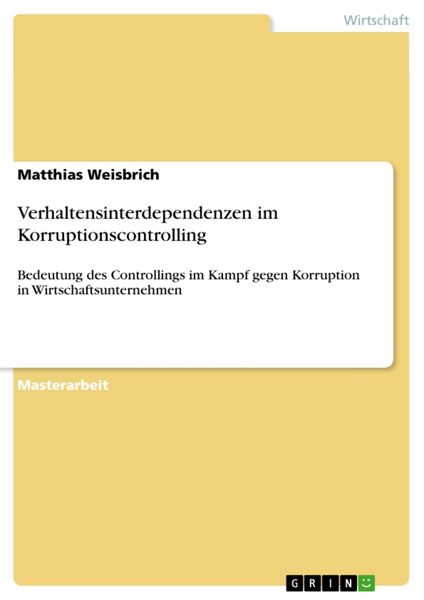 Wirtschaft
Matthias Weisbrich
Verhaltensinterdependenzen im
Korruptionscontrolling
Bedeutung des Controllings im Kampf gegen Korruption
in Wirtschaftsunternehmen
Masterarbeit
GRIN